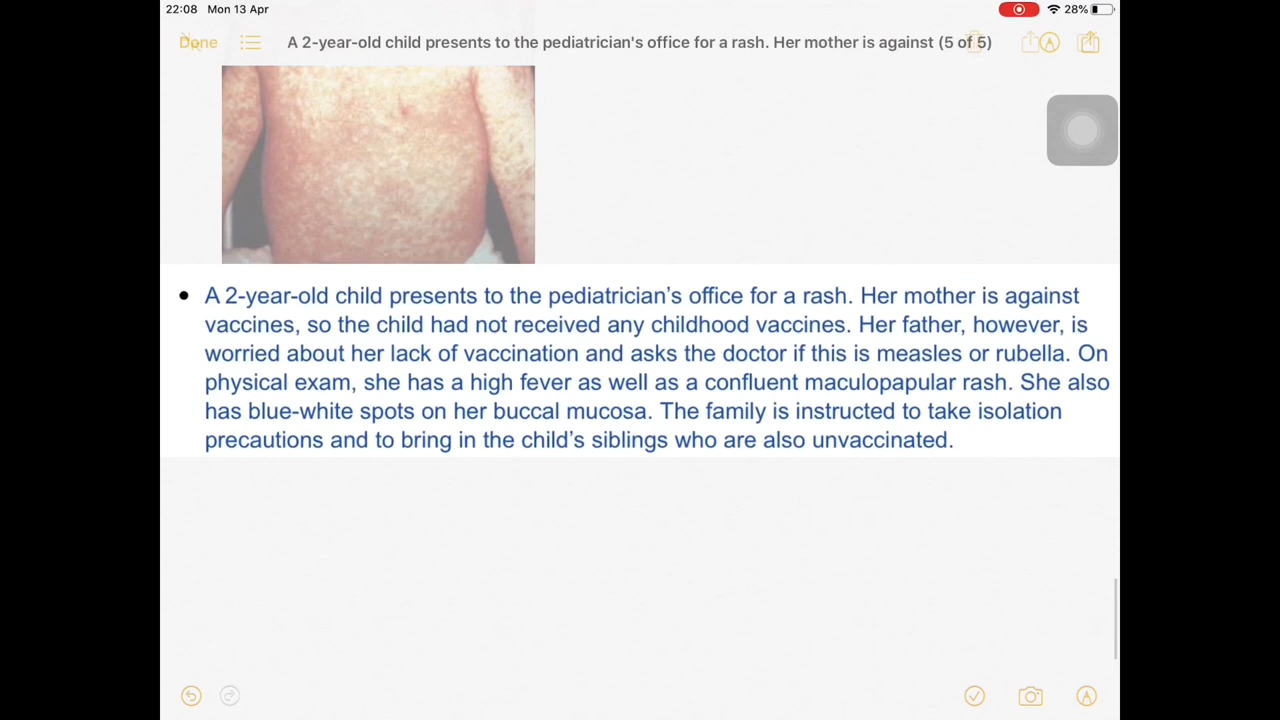 22:08 Mon 13 Apr
28%
Done
A 2-year-old child presents to the pediatrician's office for a rash. Her mother is against (5 of 5)
• A 2-year-old child presents to the pediatrician’s office for a rash. Her mother is against
vaccines, so the child had not received any childhood vaccines. Her father, however, is
worried about her lack of vaccination and asks the doctor if this is measles or rubella. On
physical exam, she has a high fever as well as a confluent maculopapular rash. She also
has blue-white spots on her buccal mucosa. The family is instructed to take isolation
precautions and to bring in the child’s siblings who are also unvaccinated.